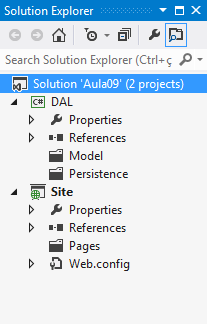 Solution Explorer
Search Solution Explorer (Ctrl+ç
Solution 'Aula09' (2 projects)
C# DAL
Properties
References
Model
Persistence
Site
Properties
References
Pages
Web.config